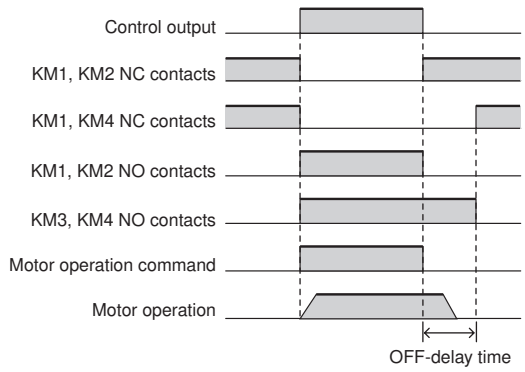 Control output
KM1, KM2 NC contacts
KM1, KM4 NC contacts
KM1, KM2 NO contacts
KM3, KM4 NO contacts
Motor operation command
Motor operation
OFF-delay time